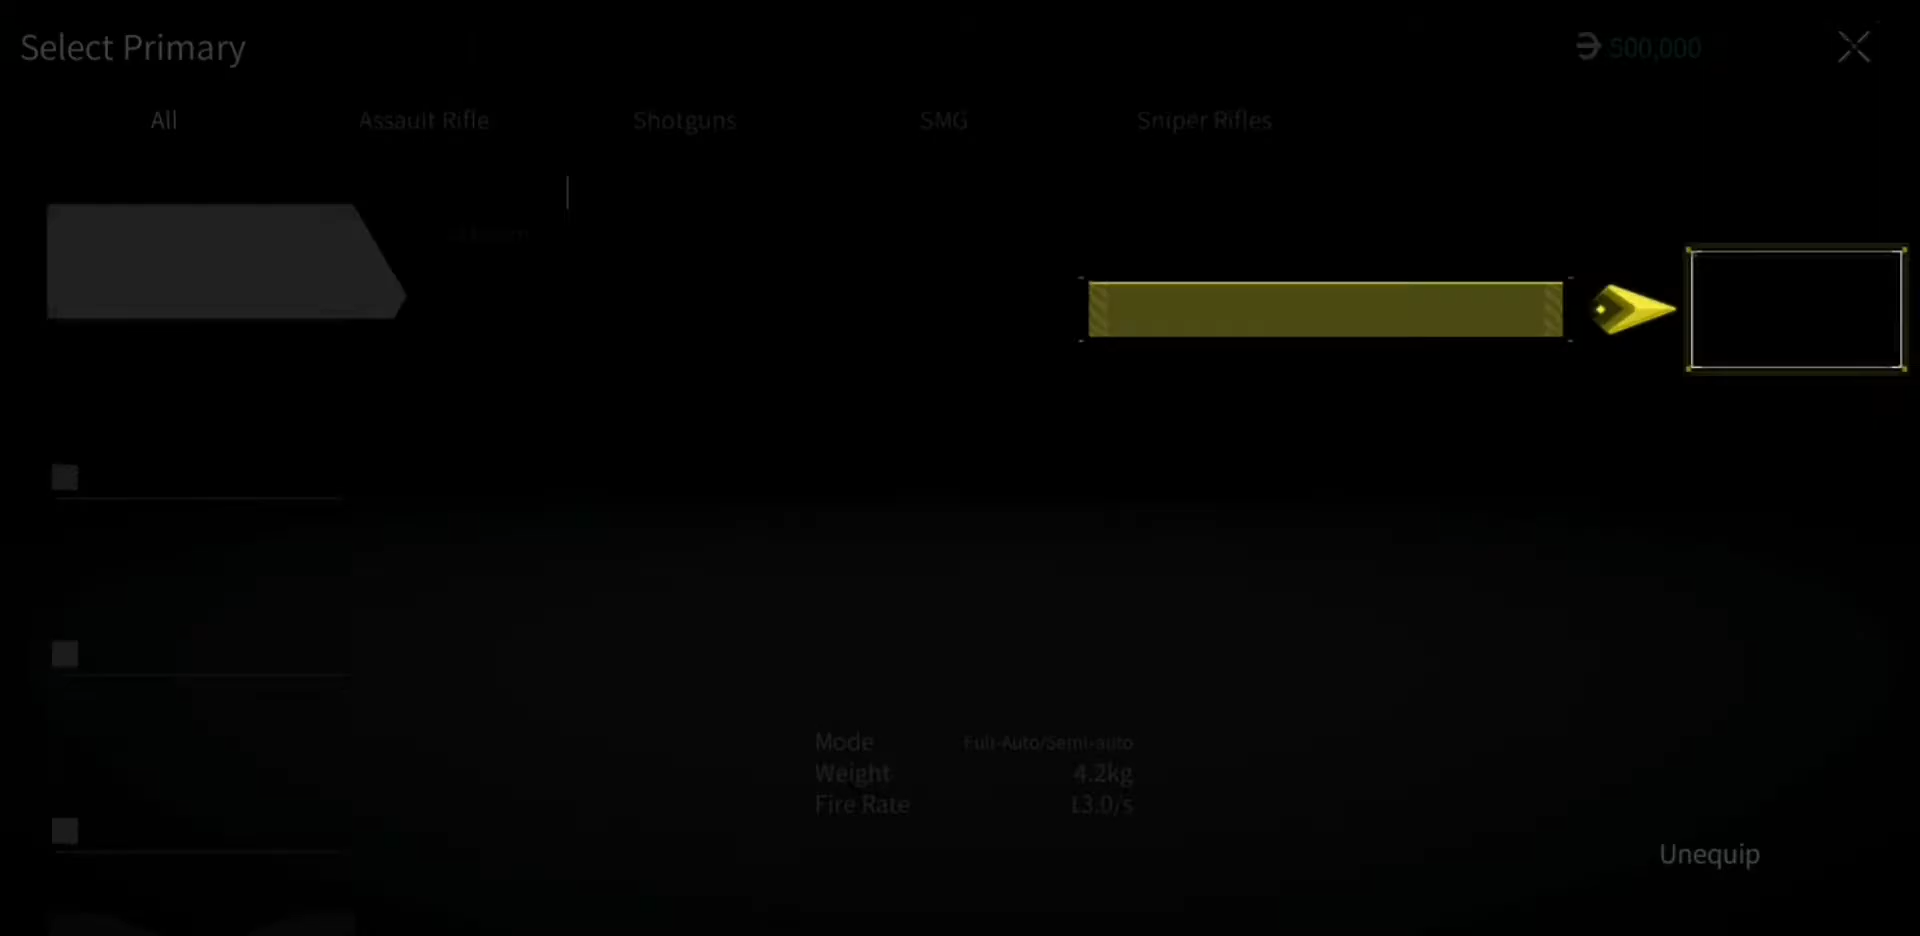 Select Primary
500,000
All Assault Rifle Shotguns SMG Sniper Rifles
Mode Full-Auto/Semi-auto
Weight 4.2kg
Fire Rate 13.0/s
Unequip